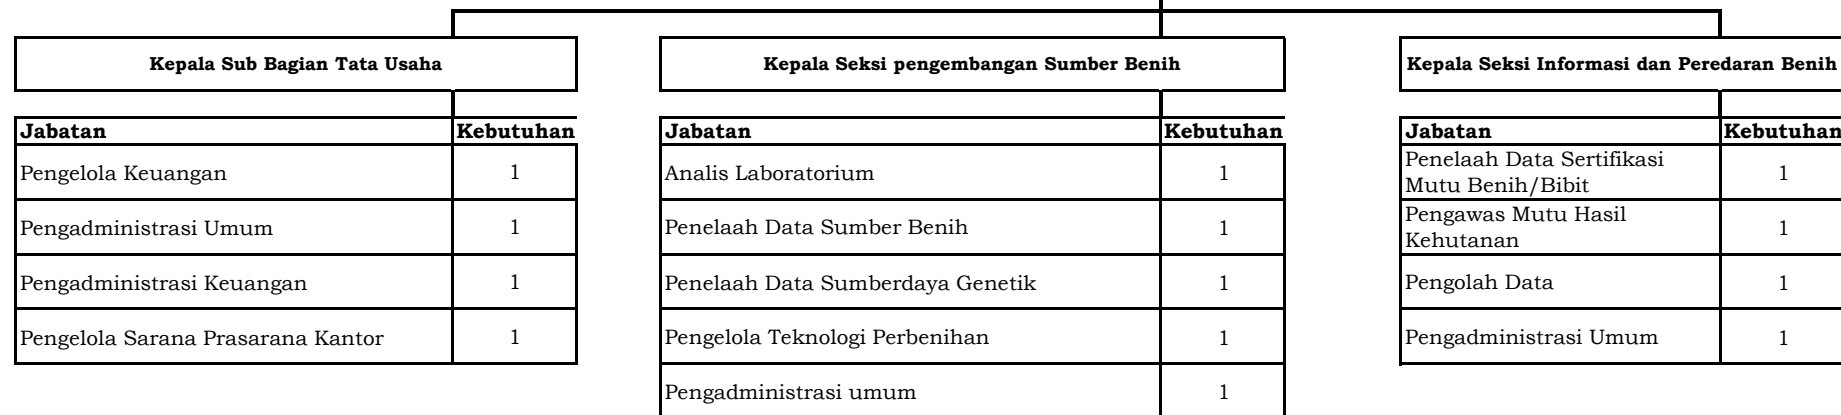 Kepala Sub Bagian Tata Usaha
Jabatan Kebutuhan
Pengelola Keuangan 1
Pengadministrasi Umum 1
Pengadministrasi Keuangan 1
Pengelola Sarana Prasarana Kantor 1
Kepala Seksi pengembangan Sumber Benih
Jabatan Kebutuhan
Analis Laboratorium 1
Penelaah Data Sumber Benih 1
Penelaah Data Sumberdaya Genetik 1
Pengelola Teknologi Perbenihan 1
Pengadministrasi umum 1
Kepala Seksi Informasi dan Peredaran Benih
Jabatan Kebutuhan
Penelaah Data Sertifikasi
Mutu Benih/Bibit 1
Pengawas Mutu Hasil
Kehutanan 1
Pengolah Data 1
Pengadministrasi Umum 1